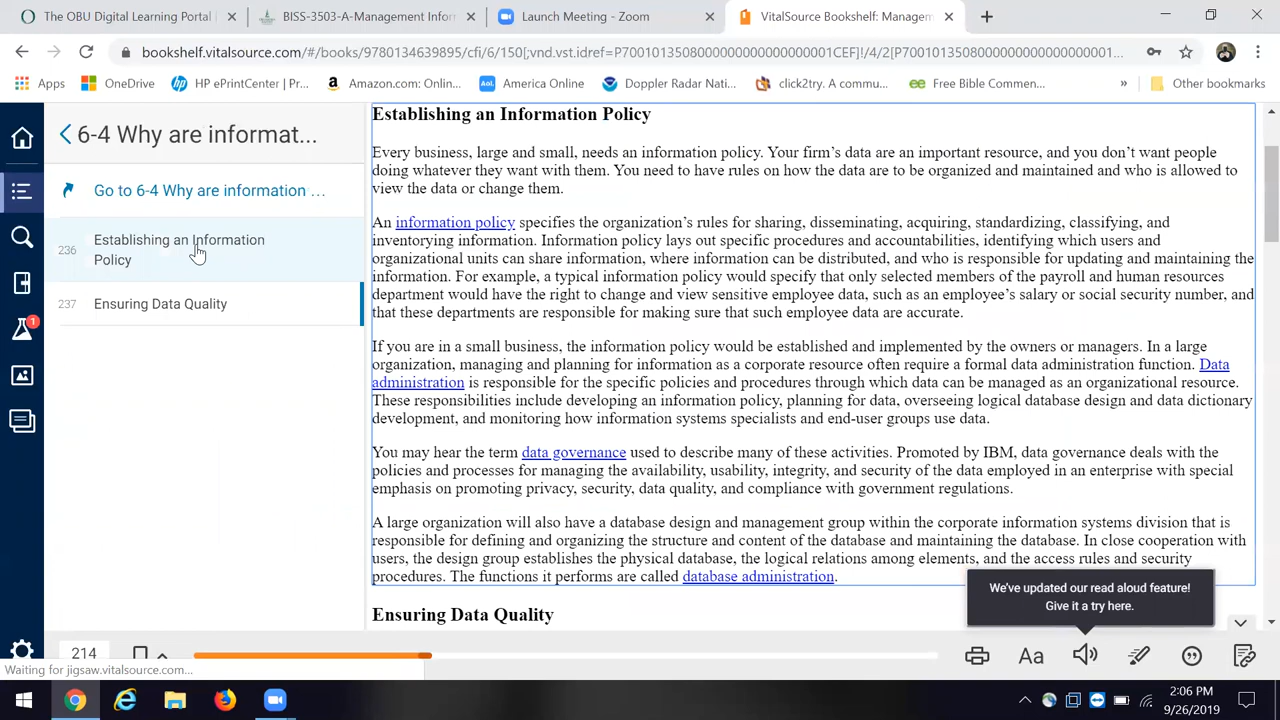 The OBU Digital Learning Portal
BISS-3503-A-Management Infor
Launch Meeting - Zoom
VitalSource Bookshelf: Managem
bookshelf.vitalsource.com/#/books/9780134639895/cfi/6/150[;vnd.vst.idref=P70010135080000000000000001CEF]!/4/2[P7001013508000000000000000001...
Apps
OneDrive
HP ePrintCenter | Pr...
Amazon.com: Onlin...
America Online
Doppler Radar Nati...
click2try. A commu...
Free Bible Commen...
»
Other bookmarks
6-4 Why are informat...
Go to 6-4 Why are information ...
236
Establishing an Information
Policy
237
Ensuring Data Quality
1
Establishing an Information Policy
Every business, large and small, needs an information policy. Your firm's data are an important resource, and you don't want people
doing whatever they want with them. You need to have rules on how the data are to be organized and maintained and who is allowed to
view the data or change them.
An information policy specifies the organization's rules for sharing, disseminating, acquiring, standardizing, classifying, and
inventorying information. Information policy lays out specific procedures and accountabilities, identifying which users and
organizational units can share information, where information can be distributed, and who is responsible for updating and maintaining the
information. For example, a typical information policy would specify that only selected members of the payroll and human resources
department would have the right to change and view sensitive employee data, such as an employee's salary or social security number, and
that these departments are responsible for making sure that such employee data are accurate.
If you are in a small business, the information policy would be established and implemented by the owners or managers. In a large
organization, managing and planning for information as a corporate resource often require a formal data administration function. Data
administration is responsible for the specific policies and procedures through which data can be managed as an organizational resource.
These responsibilities include developing an information policy, planning for data, overseeing logical database design and data dictionary
development, and monitoring how information systems specialists and end-user groups use data.
You may hear the term data governance used to describe many of these activities. Promoted by IBM, data governance deals with the
policies and processes for managing the availability, usability, integrity, and security of the data employed in an enterprise with special
emphasis on promoting privacy, security, data quality, and compliance with government regulations.
A large organization will also have a database design and management group within the corporate information systems division that is
responsible for defining and organizing the structure and content of the database and maintaining the database. In close cooperation with
users, the design group establishes the physical database, the logical relations among elements, and the access rules and security
procedures. The functions it performs are called database administration.
Ensuring Data Quality
We've updated our read aloud feature!
Give it a try here.
214
Aa
Waiting for jigsaw.vitalsource.com...
2:06 PM
9/26/2019